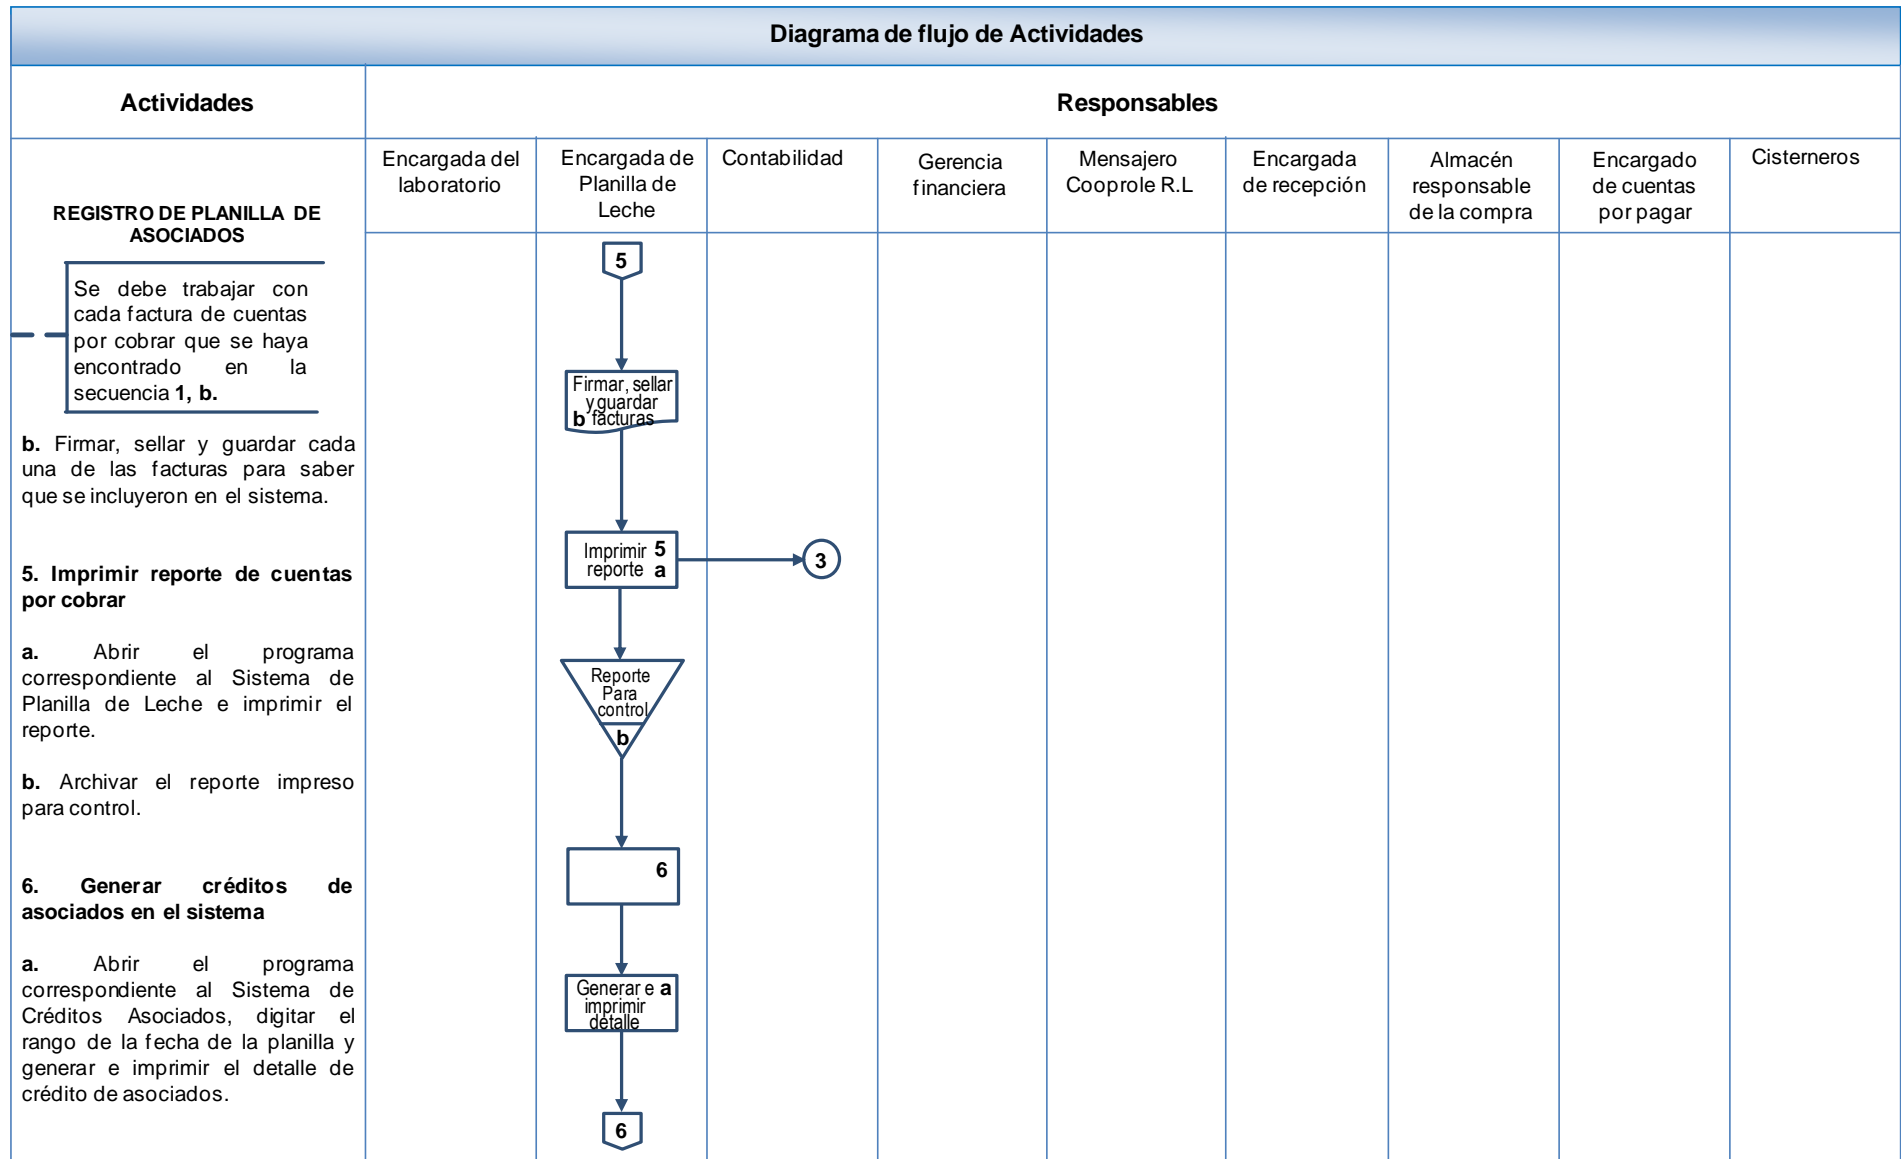 Diagrama de flujo de Actividades
Actividades
Responsables
Encargada del
laboratorio
Encargada de
Planilla de
Leche
Contabilidad
Gerencia
financiera
Mensajero
Cooprole R.L
Encargada
de recepción
Almacén
responsable
de la compra
Encargado
de cuentas
por pagar
Cisterneros
REGISTRO DE PLANILLA DE
ASOCIADOS
Se debe trabajar con
cada factura de cuentas
por cobrar que se haya
encontrado en la
secuencia 1, b.
b. Firmar, sellar y guardar cada
una de las facturas para saber
que se incluyeron en el sistema.
5. Imprimir reporte de cuentas
por cobrar
a. Abrir el programa
correspondiente al Sistema de
Planilla de Leche e imprimir el
reporte.
b. Archivar el reporte impreso
para control.
6. Generar créditos de
asociados en el sistema
a. Abrir el programa
correspondiente al Sistema de
Créditos Asociados, digitar el
rango de la fecha de la planilla y
generar e imprimir el detalle de
crédito de asociados.
5
Firmar, sellar
y guardar
b facturas
Imprimir 5
reporte a
3
Reporte
Para
control
b
6
Generar e a
imprimir
detalle
6